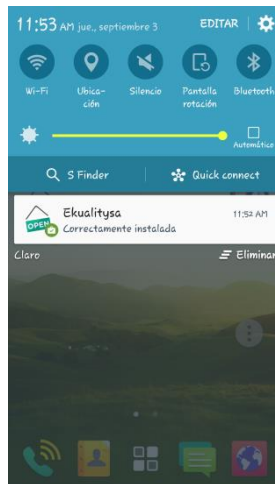 11:53 AM jue., septiembre 3 EDITAR
Wi-Fi Ubica-ción Silencio Pantalla rotación Bluetooth
Automático
S Finder Quick connect
OPEN Ekualitysa 11:52 AM
Correctamente instalada
Claro Eliminar